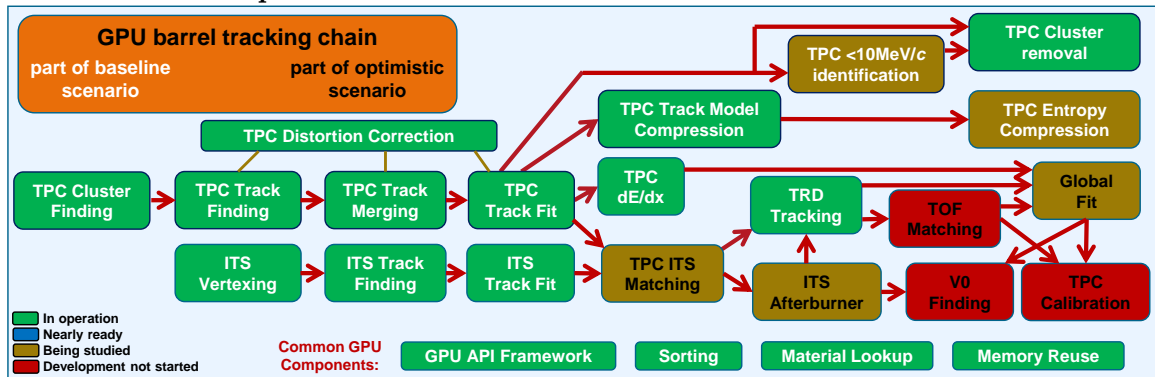 GPU barrel tracking chain
part of baseline
scenario
part of optimistic
scenario
TPC <10MeV/c
identification
TPC Cluster
removal
TPC Track Model
Compression
TPC Entropy
Compression
TPC Distortion Correction
TPC Cluster
Finding
TPC Track
Finding
TPC Track
Merging
TPC
Track Fit
TPC
dE/dx
TRD
Tracking
TOF
Matching
Global
Fit
ITS
Vertexing
ITS Track
Finding
ITS
Track Fit
TPC ITS
Matching
ITS
Afterburner
V0
Finding
TPC
Calibration
In operation
Nearly ready
Being studied
Development not started
Common GPU
Components:
GPU API Framework
Sorting
Material Lookup
Memory Reuse